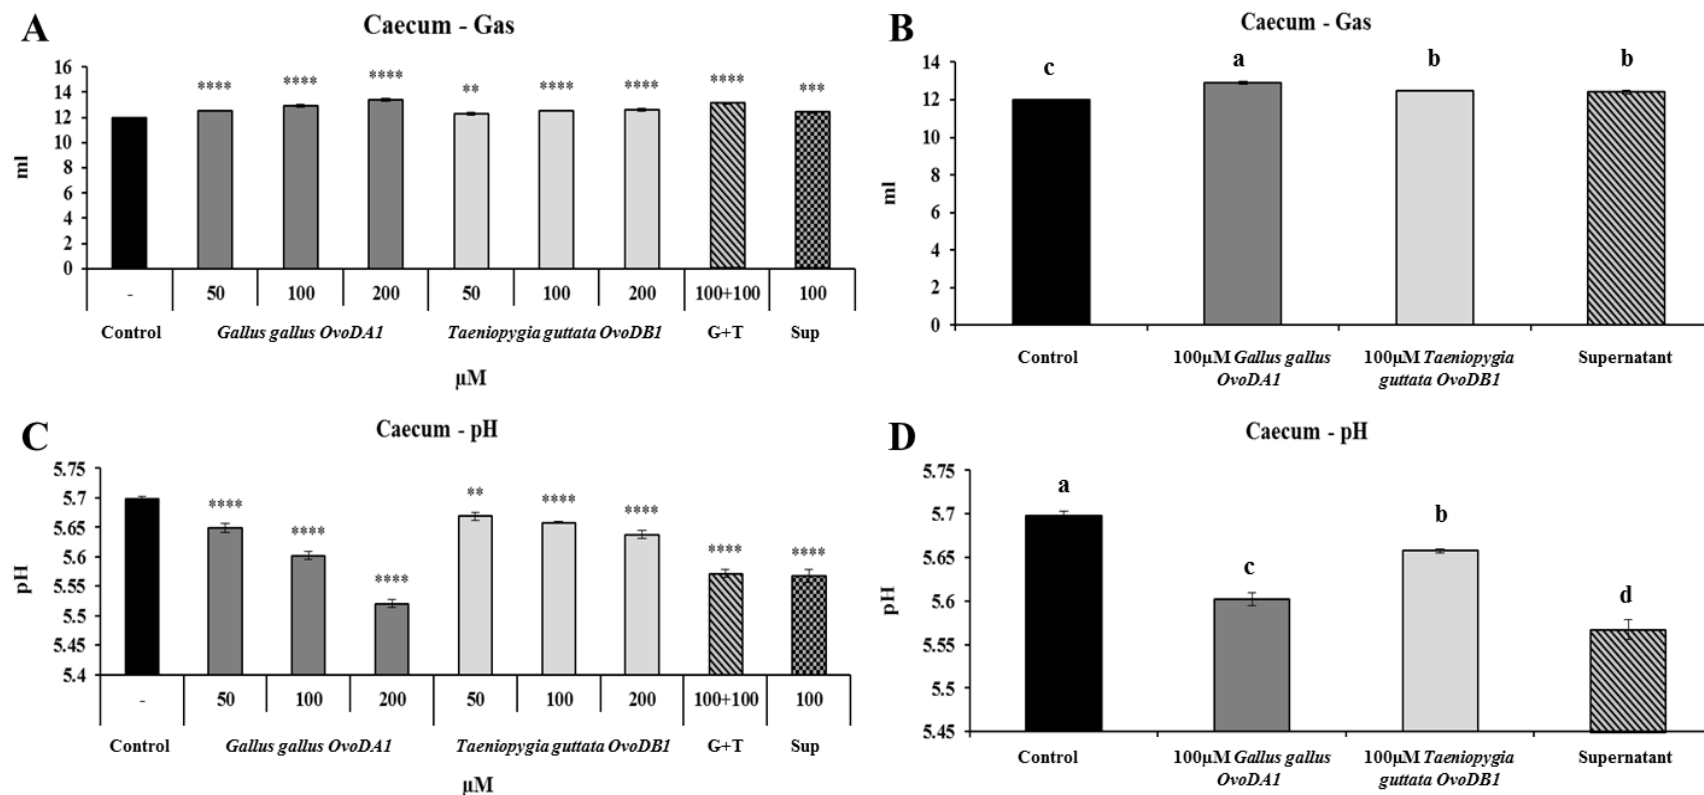 A
Caecum - Gas
16
14
12
10
8
6
4
2
0
ml
**** **** **** ** **** **** **** ***
- 50 100 200 50 100 200 100+100 100
Control Gallus gallus OvoDA1 Taeniopygia guttata OvoDB1 G+T Sup
µM
B
Caecum - Gas
14
12
10
8
6
4
2
0
ml
c a b b
Control 100µM Gallus gallus OvoDA1 100µM Taeniopygia guttata OvoDB1 Supernatant
C
Caecum - pH
5.75
5.7
5.65
5.6
5.55
5.5
5.45
5.4
pH
**** **** **** ** **** **** **** ****
- 50 100 200 50 100 200 100+100 100
Control Gallus gallus OvoDA1 Taeniopygia guttata OvoDB1 G+T Sup
µM
D
Caecum - pH
5.75
5.7
5.65
5.6
5.55
5.5
5.45
pH
a c b d
Control 100µM Gallus gallus OvoDA1 100µM Taeniopygia guttata OvoDB1 Supernatant